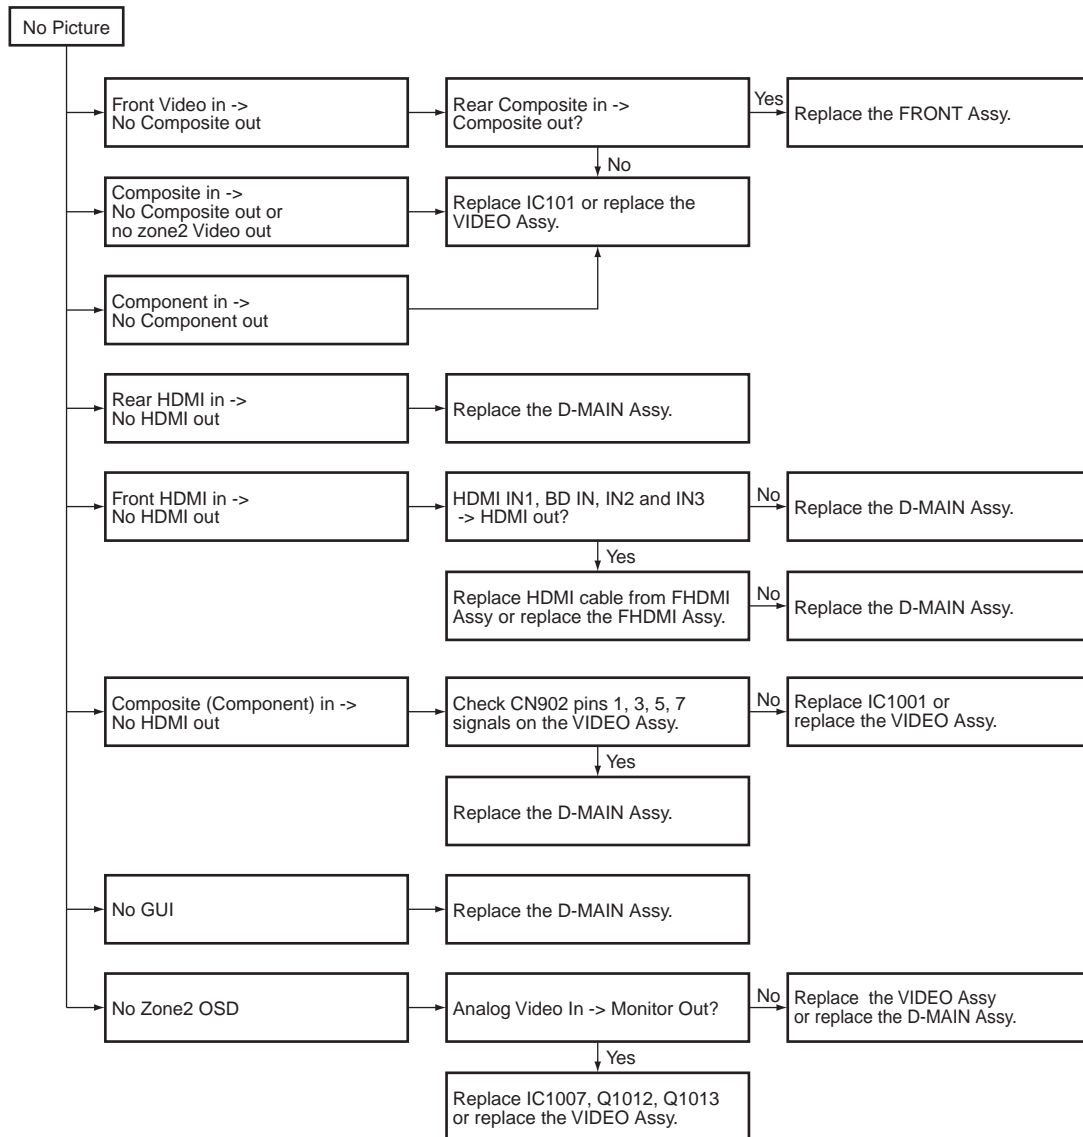 No Picture
Front Video in ->
No Composite out
Rear Composite in ->
Composite out?
Yes
Replace the FRONT Assy.
No
Composite in ->
No Composite out or
no zone2 Video out
Replace IC101 or replace the
VIDEO Assy.
Component in ->
No Component out
Rear HDMI in ->
No HDMI out
Replace the D-MAIN Assy.
Front HDMI in ->
No HDMI out
HDMI IN1, BD IN, IN2 and IN3
-> HDMI out?
No
Replace the D-MAIN Assy.
Yes
Replace HDMI cable from FHDMI
Assy or replace the FHDMI Assy.
No
Replace the D-MAIN Assy.
Composite (Component) in ->
No HDMI out
Check CN902 pins 1, 3, 5, 7
signals on the VIDEO Assy.
No
Replace IC1001 or
replace the VIDEO Assy.
Yes
Replace the D-MAIN Assy.
No GUI
Replace the D-MAIN Assy.
No Zone2 OSD
Analog Video In -> Monitor Out?
No
Replace the VIDEO Assy
or replace the D-MAIN Assy.
Yes
Replace IC1007, Q1012, Q1013
or replace the VIDEO Assy.